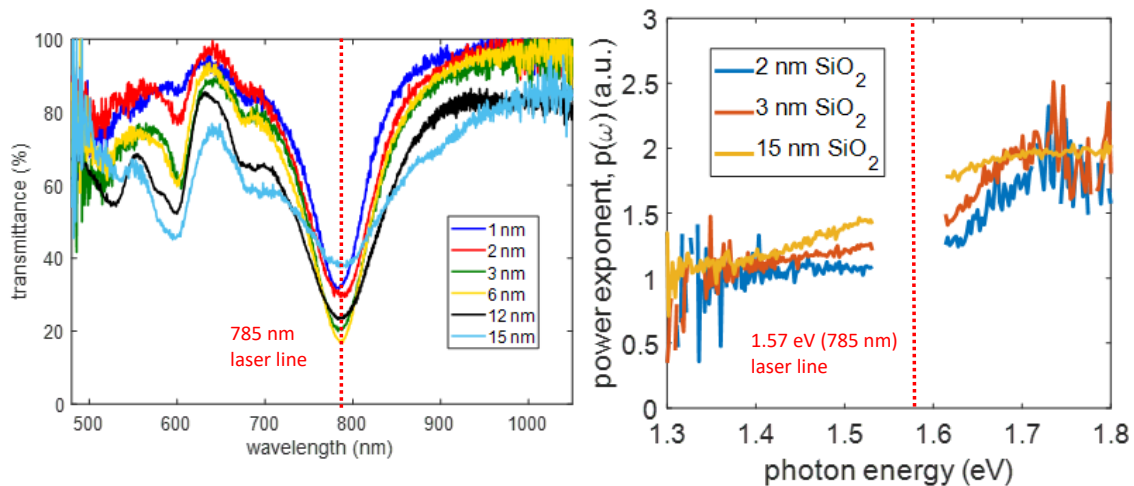 100
80
60
40
20
0
transmittance (%)
500 600 700 800 900 1000
wavelength (nm)
785 nm
laser line
1 nm
2 nm
3 nm
6 nm
12 nm
15 nm
3
2.5
2
1.5
1
0.5
0
power exponent, p(ω) (a.u.)
2 nm SiO₂
3 nm SiO₂
15 nm SiO₂
1.57 eV (785 nm)
laser line
1.3 1.4 1.5 1.6 1.7 1.8
photon energy (eV)